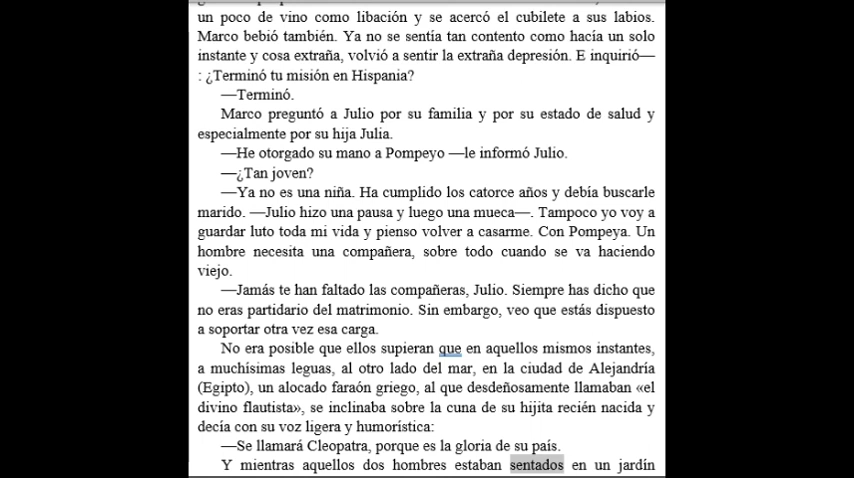 un poco de vino como libación y se acercó el cubilete a sus labios.
Marco bebió también. Ya no se sentía tan contento como hacía un solo
instante y cosa extraña, volvió a sentir la extraña depresión. E inquirió—
: ¿Terminó tu misión en Hispania?
—Terminó.
Marco preguntó a Julio por su familia y por su estado de salud y
especialmente por su hija Julia.
—He otorgado su mano a Pompeyo —le informó Julio.
—¿Tan joven?
—Ya no es una niña. Ha cumplido los catorce años y debía buscarle
marido. —Julio hizo una pausa y luego una mueca—. Tampoco yo voy a
guardar luto toda mi vida y pienso volver a casarme. Con Pompeya. Un
hombre necesita una compañera, sobre todo cuando se va haciendo
viejo.
—Jamás te han faltado las compañeras, Julio. Siempre has dicho que
no eras partidario del matrimonio. Sin embargo, veo que estás dispuesto
a soportar otra vez esa carga.
No era posible que ellos supieran que en aquellos mismos instantes,
a muchísimas leguas, al otro lado del mar, en la ciudad de Alejandría
(Egipto), un alocado faraón griego, al que desdeñosamente llamaban «el
divino flautista», se inclinaba sobre la cuna de su hijita recién nacida y
decía con su voz ligera y humorística:
—Se llamará Cleopatra, porque es la gloria de su país.
Y mientras aquellos dos hombres estaban sentados en un jardín